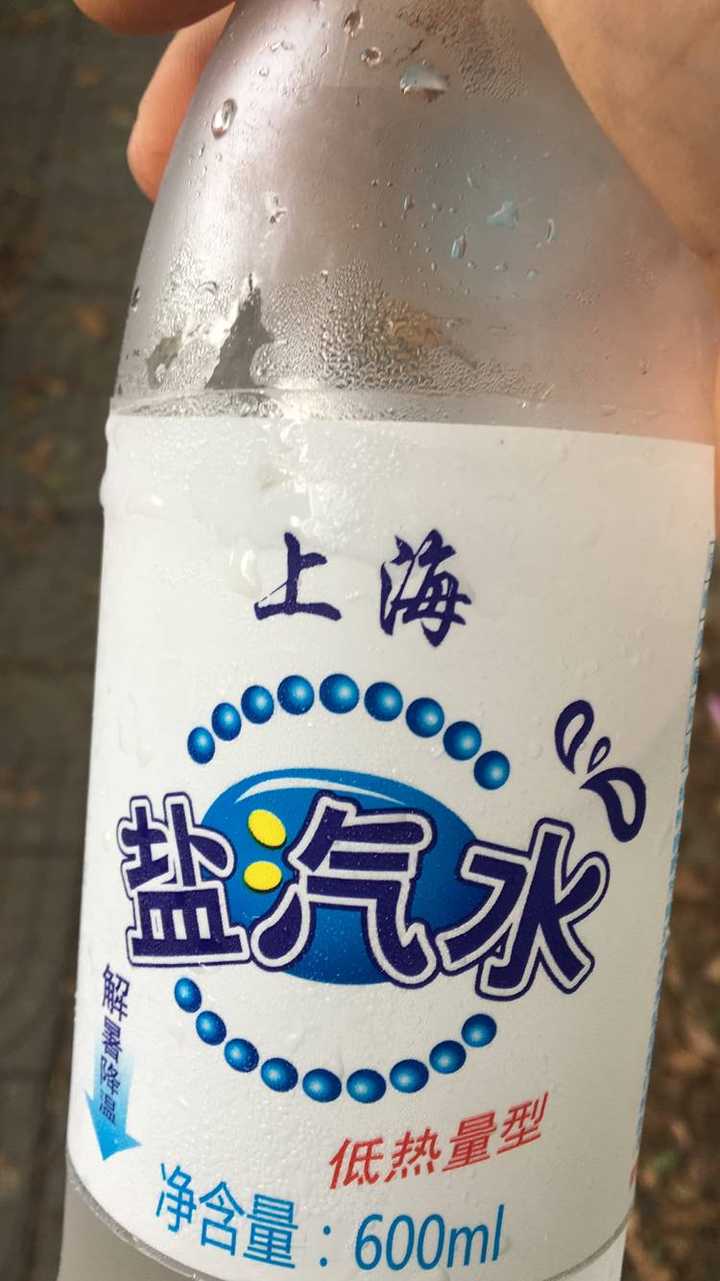 上海
盐汽水
解暑降温
低热量型
净含量：600ml